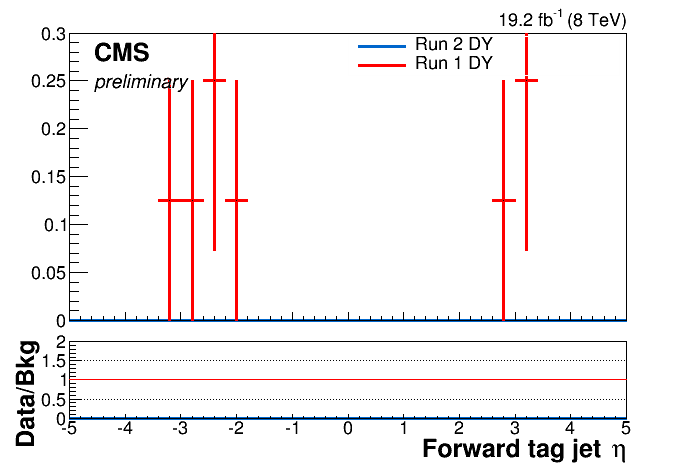 19.2 fb-1 (8 TeV)
CMS
preliminary
Run 2 DY
Run 1 DY
0.3
0.25
0.2
0.15
0.1
0.05
0
Data/Bkg
2
1.5
1
0.5
0
-5 -4 -3 -2 -1 0 1 2 3 4 5
Forward tag jet η